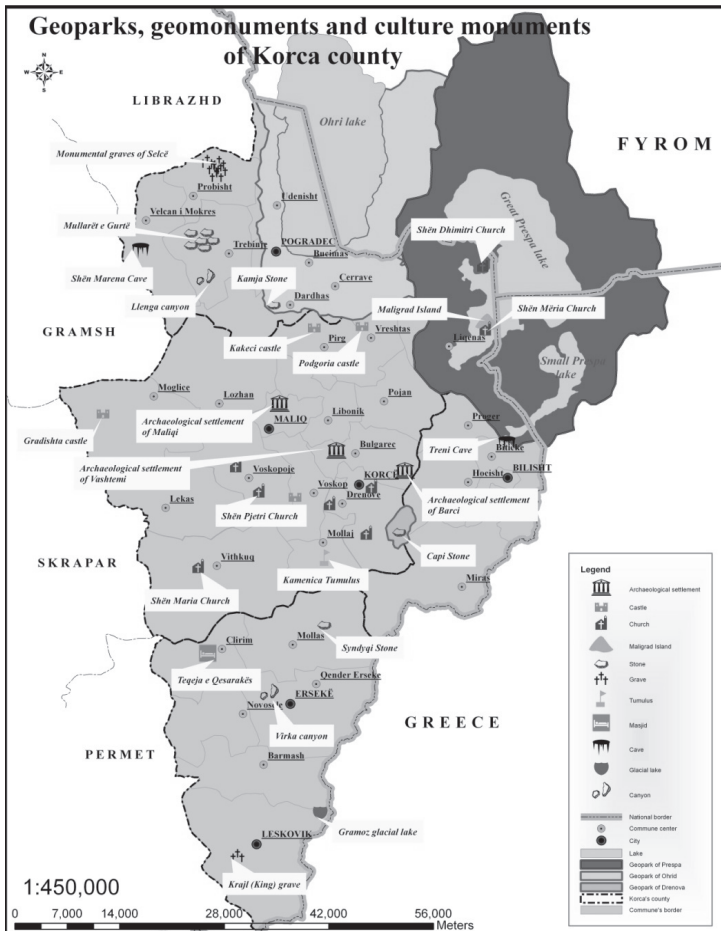 Geoparks, geomonuments and culture monuments
of Korca county
N
W E
S
LIBRAZHD
Ohri lake
FYROM
Monumental graves of Selcë
Probisht
Udenisht
Great Prespa lake
Velcan i Mokres
Mullarët e Gurtë
Shën Dhimitri Church
Trebinje
POGRADEC
Bucimas
Shën Marena Cave
Kamja Stone
Cerrave
Llenga canyon
Dardhas
Maligrad Island
Shën Mëria Church
GRAMSH
Kakeci castle
Pirg
Vreshtas
Liqenas
Podgoria castle
Small Prespa
lake
Moglice
Lozhan
Pojan
Archaeological settlement
of Maliqi
Libonik
MALIQ
Proger
Gradishta castle
Treni Cave
Bulgarec
Archaeological settlement
of Vashtemi
Voskopoje
KORCE
Hocisht
BILISHT
Voskop
Drenove
Lekas
Shën Pjetri Church
Archaeological settlement
of Barci
Mollaj
SKRAPAR
Vithkuq
Capi Stone
Kamenica Tumulus
Shën Maria Church
Miras
Clirim
Mollas
Syndyqi Stone
Teqeja e Qesarakës
Qender Erseke
ERSEKË
Novosele
GREECE
Virka canyon
PERMET
Barmash
Gramoz glacial lake
LESKOVIK
Krajl (King) grave
1:450,000
0 7,000 14,000 28,000 42,000 56,000
Meters
Legend
Archaeological settlement
Castle
Church
Maligrad Island
Stone
Grave
Tumulus
Masjid
Cave
Glacial lake
Canyon
National border
Commune center
City
Lake
Geopark of Prespa
Geopark of Ohrid
Geopark of Drenova
Korca's county
Commune's border